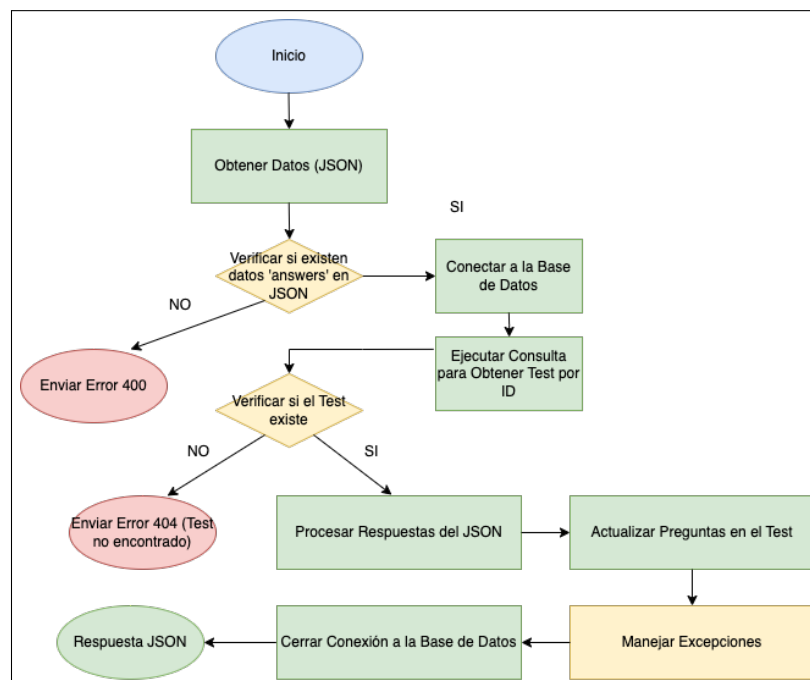 Inicio
Obtener Datos (JSON)
SI
Verificar si existen
datos 'answers' en
JSON
Conectar a la Base
de Datos
NO
Enviar Error 400
Ejecutar Consulta
para Obtener Test por
ID
Verificar si el Test
existe
NO
SI
Enviar Error 404 (Test
no encontrado)
Procesar Respuestas del JSON
Actualizar Preguntas en el Test
Respuesta JSON
Cerrar Conexión a la Base de Datos
Manejar Excepciones